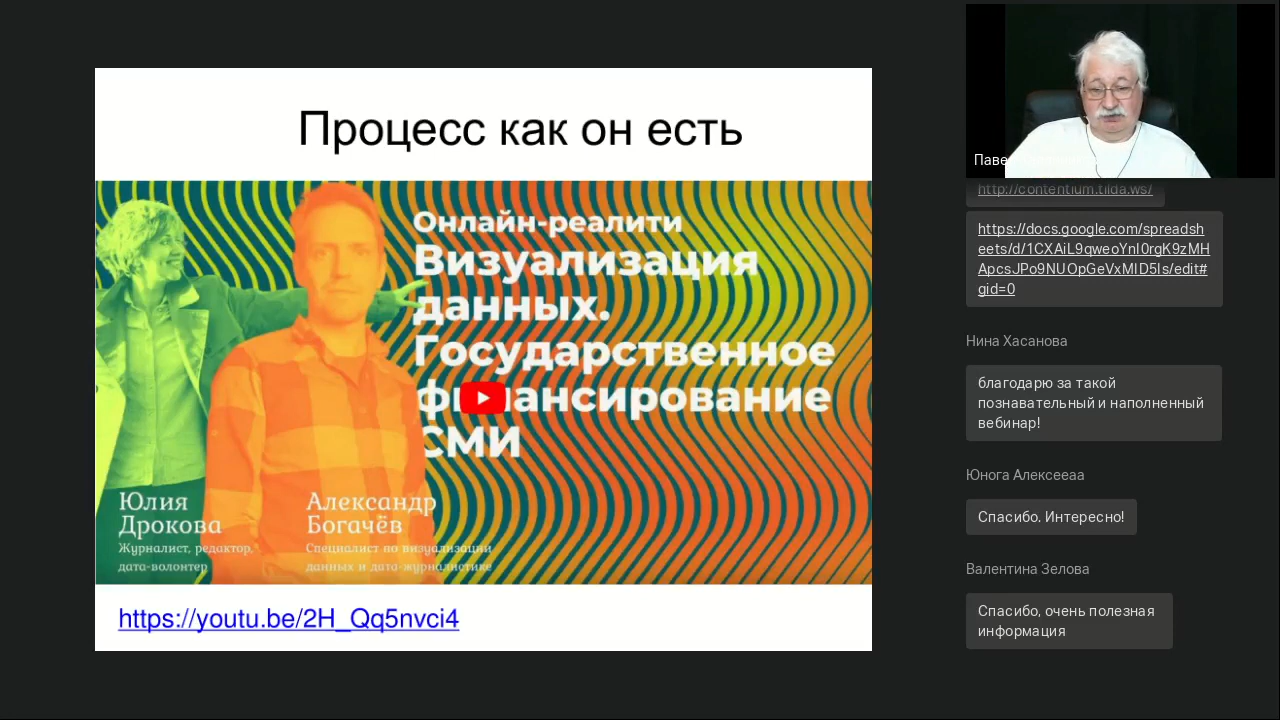 Процесс как он есть
Онлайн-реалити
Визуализация
данных.
Государственное
финансирование
СМИ
Юлия
Дрокова
Журналист, редактор,
дата-волонтер
Александр
Богачёв
Специалист по визуализации
данных и дата-журналистике
https://youtu.be/2H_Qq5nvci4
Паве
http://contentium.tilda.ws/
https://docs.google.com/spreadsh
eets/d/1CXAiL9qweoYnI0rgK9zMH
ApcsJPo9NUOpGeVxMID5Is/edit#
gid=0
Нина Хасанова
благодарю за такой
познавательный и наполненный
вебинар!
Юнога Алексееаа
Спасибо. Интересно!
Валентина Зелова
Спасибо, очень полезная
информация